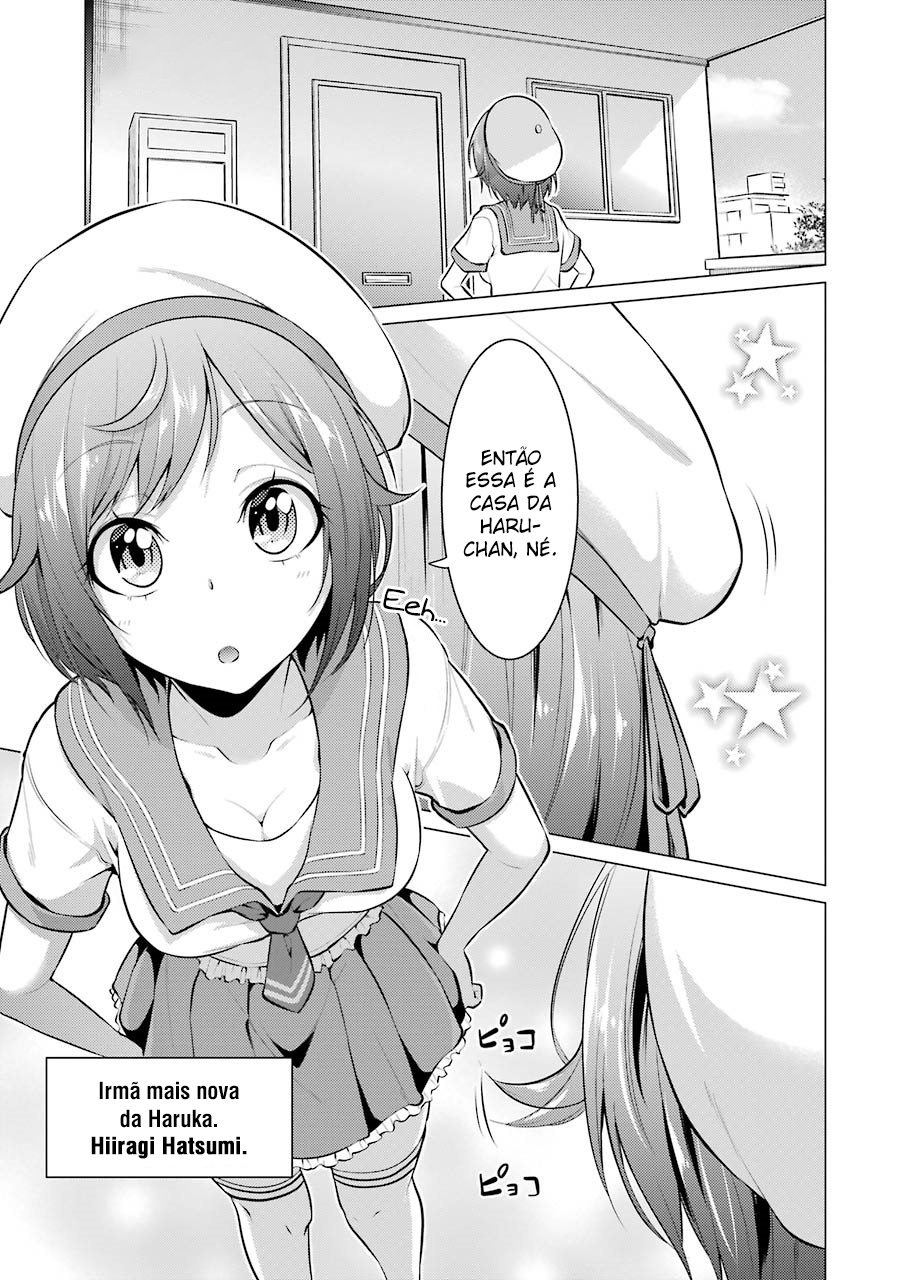 ENTÃO
ESSA É A
CASA DA
HARU-
CHAN, NÉ.
Eeh...
ピョコ
ピョコ
Irmã mais nova
da Haruka.
Hiiragi Hatsumi.